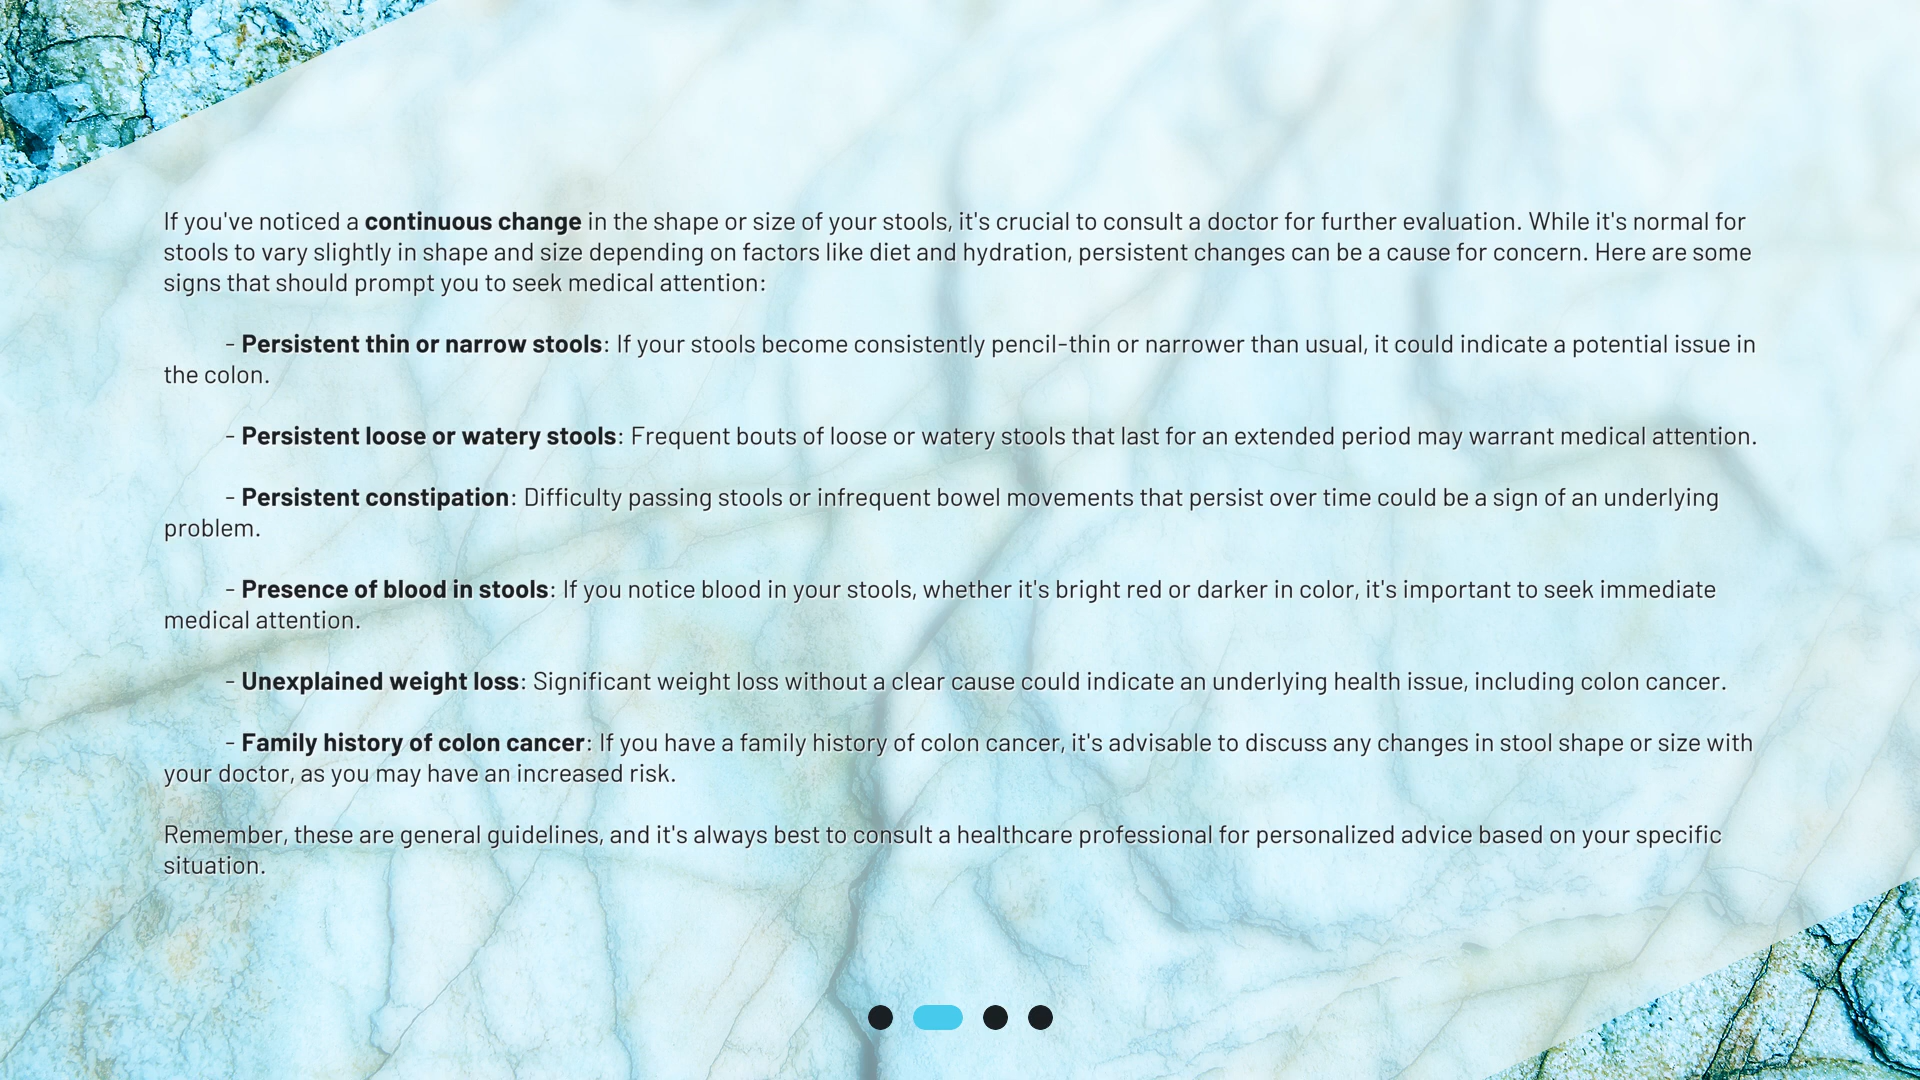 If you've noticed a continuous change in the shape or size of your stools, it's crucial to consult a doctor for further evaluation. While it's normal for
stools to vary slightly in shape and size depending on factors like diet and hydration, persistent changes can be a cause for concern. Here are some
signs that should prompt you to seek medical attention:
- Persistent thin or narrow stools: If your stools become consistently pencil-thin or narrower than usual, it could indicate a potential issue in
the colon.
- Persistent loose or watery stools: Frequent bouts of loose or watery stools that last for an extended period may warrant medical attention.
- Persistent constipation: Difficulty passing stools or infrequent bowel movements that persist over time could be a sign of an underlying
problem.
- Presence of blood in stools: If you notice blood in your stools, whether it's bright red or darker in color, it's important to seek immediate
medical attention.
- Unexplained weight loss: Significant weight loss without a clear cause could indicate an underlying health issue, including colon cancer.
- Family history of colon cancer: If you have a family history of colon cancer, it's advisable to discuss any changes in stool shape or size with
your doctor, as you may have an increased risk.
Remember, these are general guidelines, and it's always best to consult a healthcare professional for personalized advice based on your specific
situation.